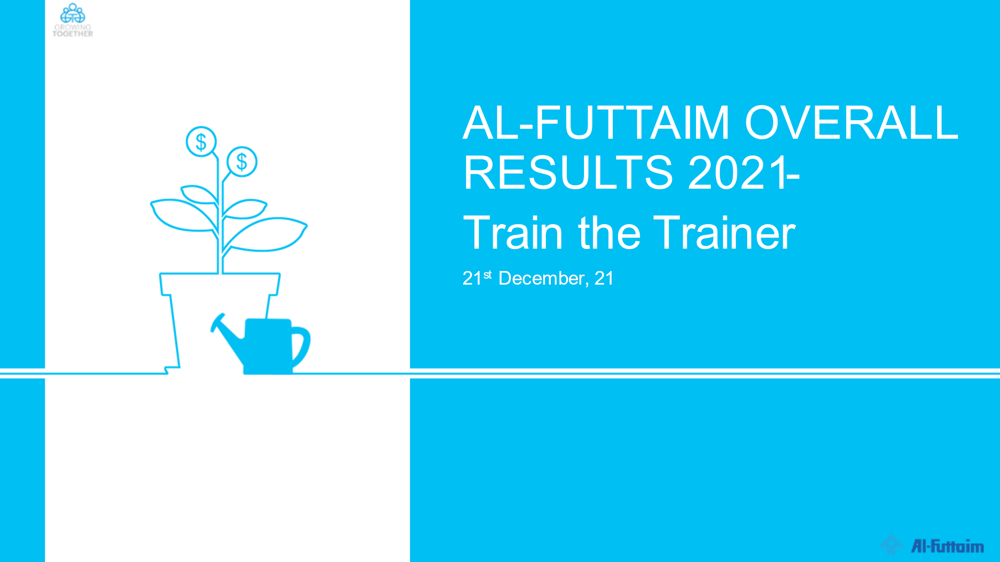 GROWING
TOGETHER
AL-FUTTAIM OVERALL
RESULTS 2021-
Train the Trainer
21st December, 21
$
$
Al-Futtaim